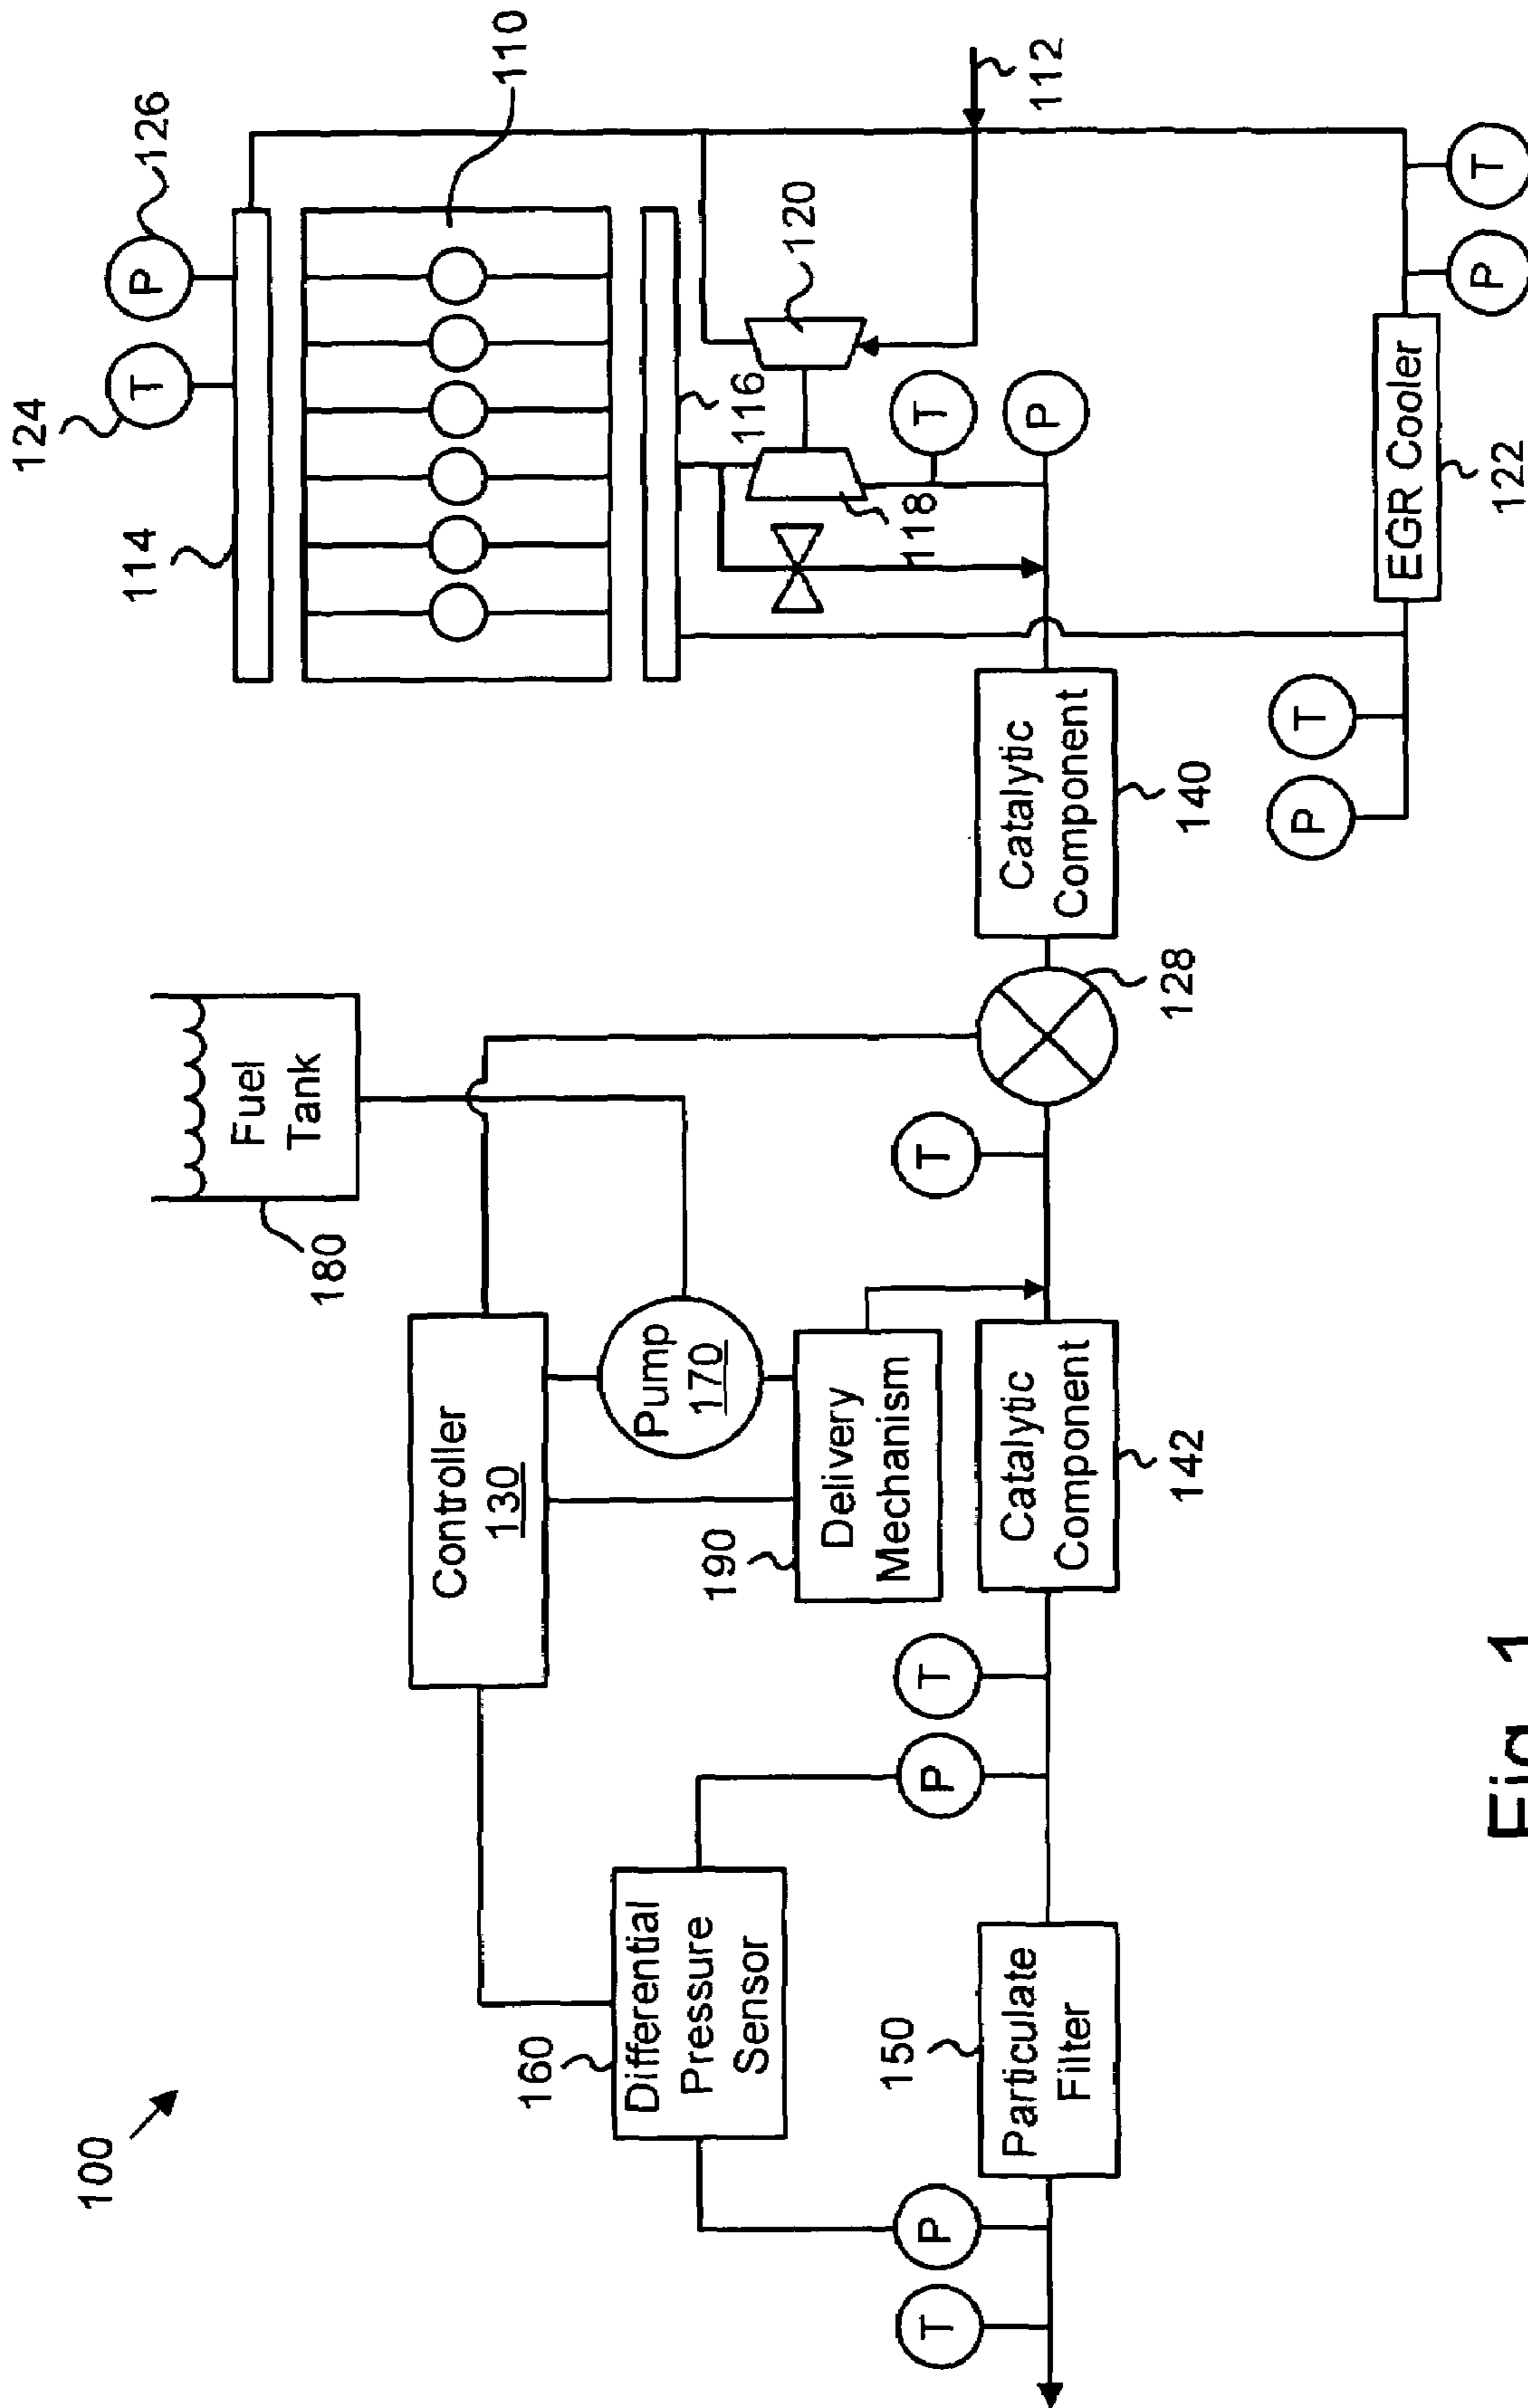 100
124
T
P
126
114
110
180
Fuel
Tank
Controller
130
Pump
170
190
Delivery
Mechanism
160
Differential
Pressure
Sensor
116
120
118
112
T
P
P
T
P
T
T
150
Particulate
Filter
Catalytic
Component
142
128
Catalytic
Component
140
P
T
EGR Cooler
122
P
T
Fig. 1